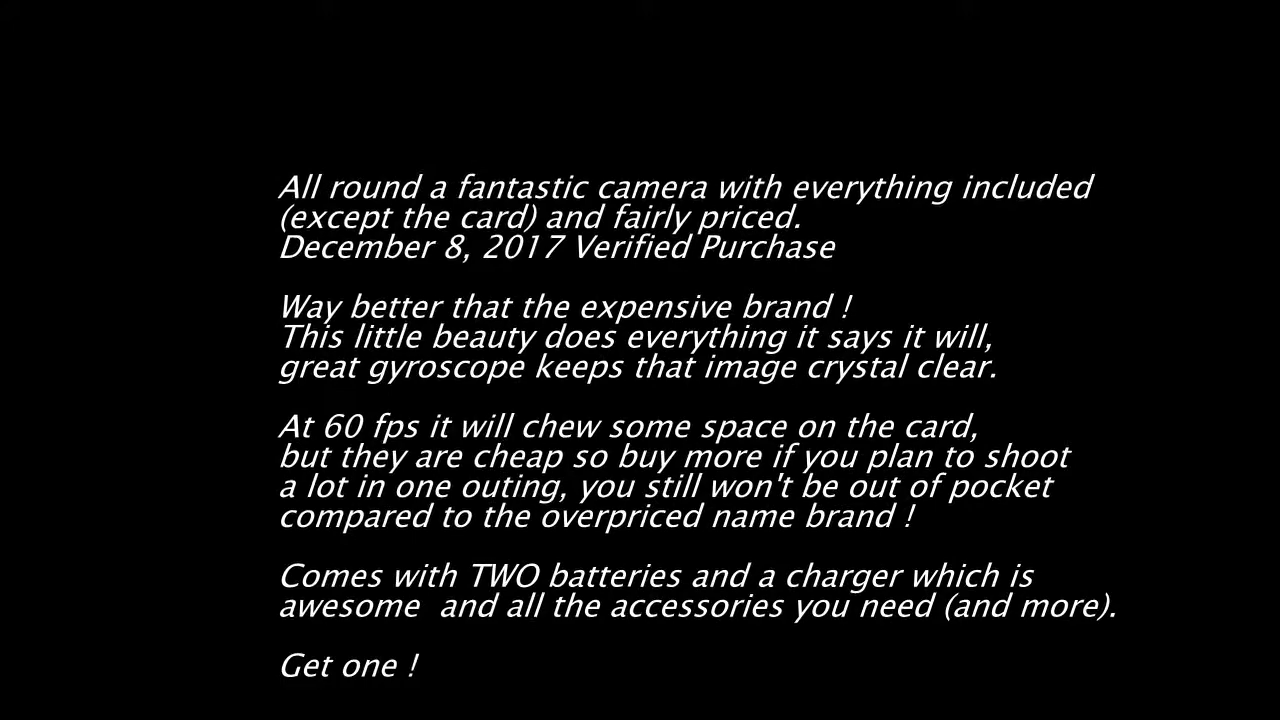 All round a fantastic camera with everything included
(except the card) and fairly priced.
December 8, 2017 Verified Purchase
Way better that the expensive brand !
This little beauty does everything it says it will,
great gyroscope keeps that image crystal clear.
At 60 fps it will chew some space on the card,
but they are cheap so buy more if you plan to shoot
a lot in one outing, you still won't be out of pocket
compared to the overpriced name brand !
Comes with TWO batteries and a charger which is
awesome  and all the accessories you need (and more).
Get one !